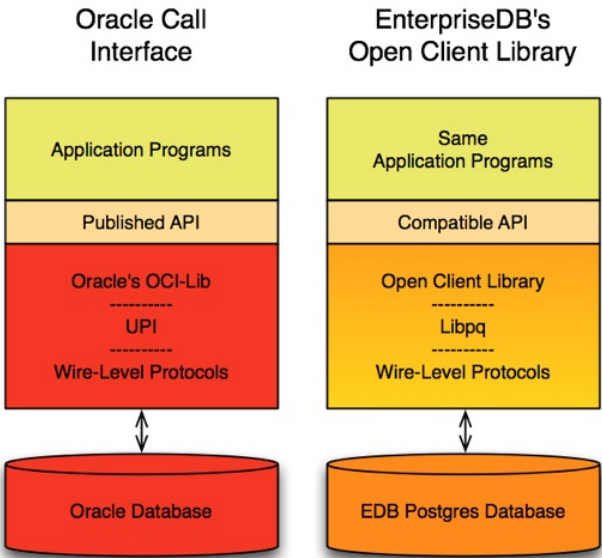 Oracle Call
Interface
Application Programs
Published API
Oracle's OCI-Lib
----------
UPI
----------
Wire-Level Protocols
Oracle Database
EnterpriseDB's
Open Client Library
Same
Application Programs
Compatible API
Open Client Library
----------
Libpq
----------
Wire-Level Protocols
EDB Postgres Database